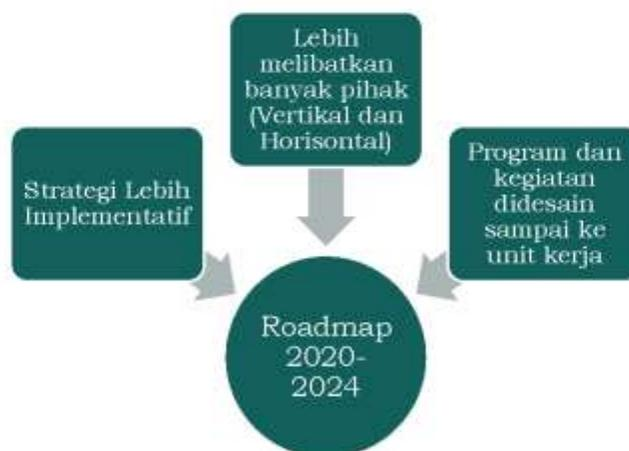 Strategi Lebih
Implementatif
Lebih
melibatkan
banyak pihak
(Vertikal dan
Horisontal)
Program dan
kegiatan
didesain
sampai ke
unit kerja
Roadmap
2020-
2024